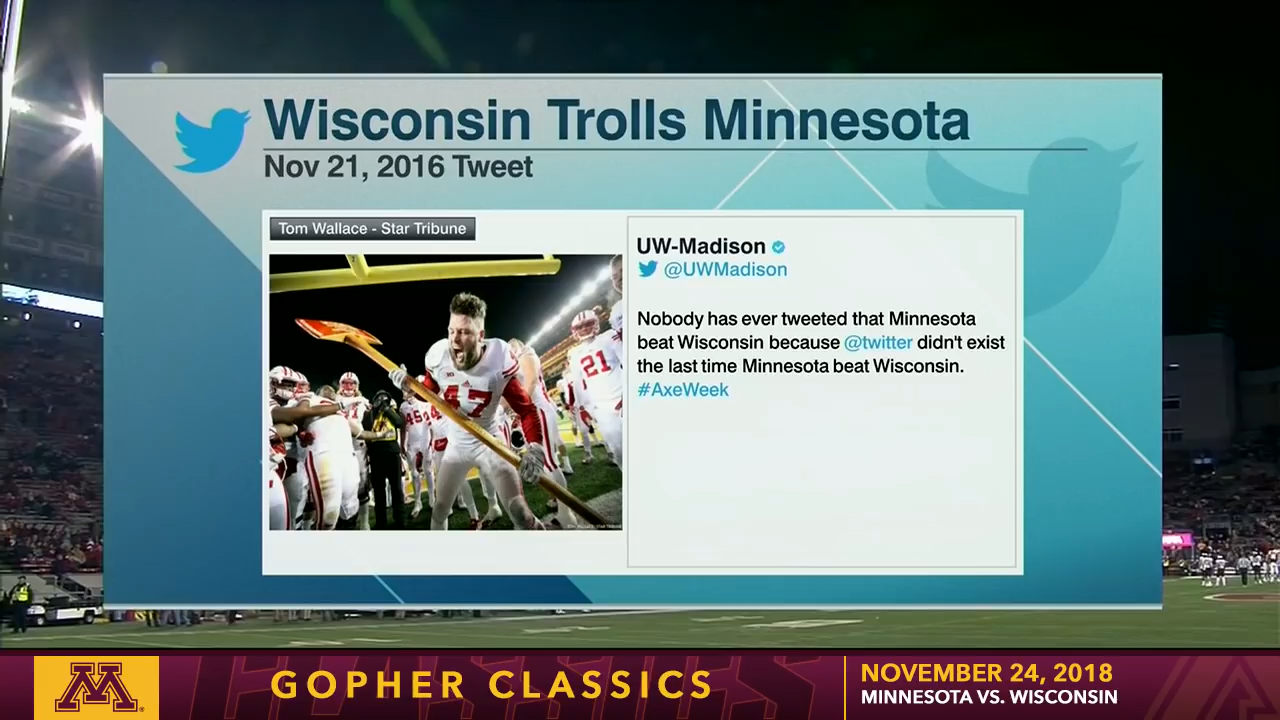 Wisconsin Trolls Minnesota
Nov 21, 2016 Tweet
Tom Wallace - Star Tribune
UW-Madison
@UWMadison
Nobody has ever tweeted that Minnesota
beat Wisconsin because @twitter didn't exist
the last time Minnesota beat Wisconsin.
#AxeWeek
47
21
45
M
GOPHER CLASSICS
NOVEMBER 24, 2018
MINNESOTA VS. WISCONSIN